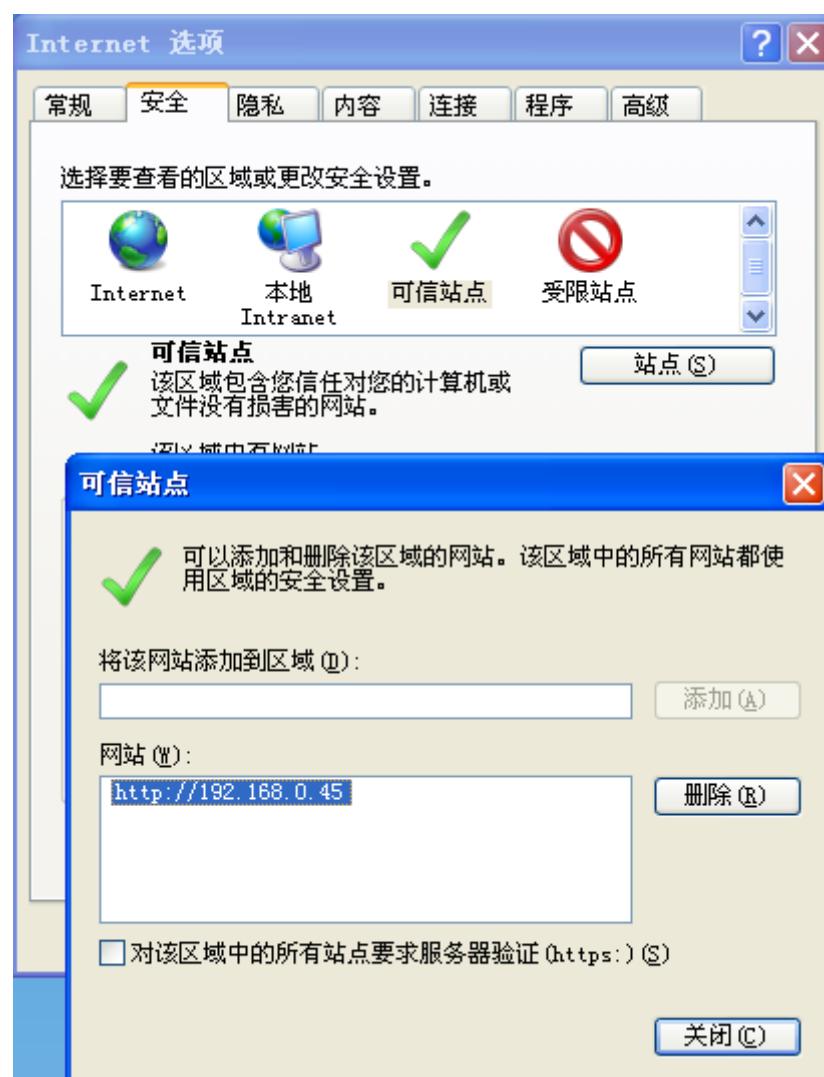 Internet 选项
常规 安全 隐私 内容 连接 程序 高级
选择要查看的区域或更改安全设置。
Internet
本地
Intranet
可信站点
受限站点
可信站点
该区域包含您信任对您的计算机或
文件没有损害的网站。
站点(S)
该区域中有网站
可信站点
可以添加和删除该区域的网站。该区域中的所有网站都使
用区域的安全设置。
将该网站添加到区域(D):
添加(A)
网站(W):
http://192.168.0.45
删除(R)
对该区域中的所有站点要求服务器验证(https:)(S)
关闭(C)